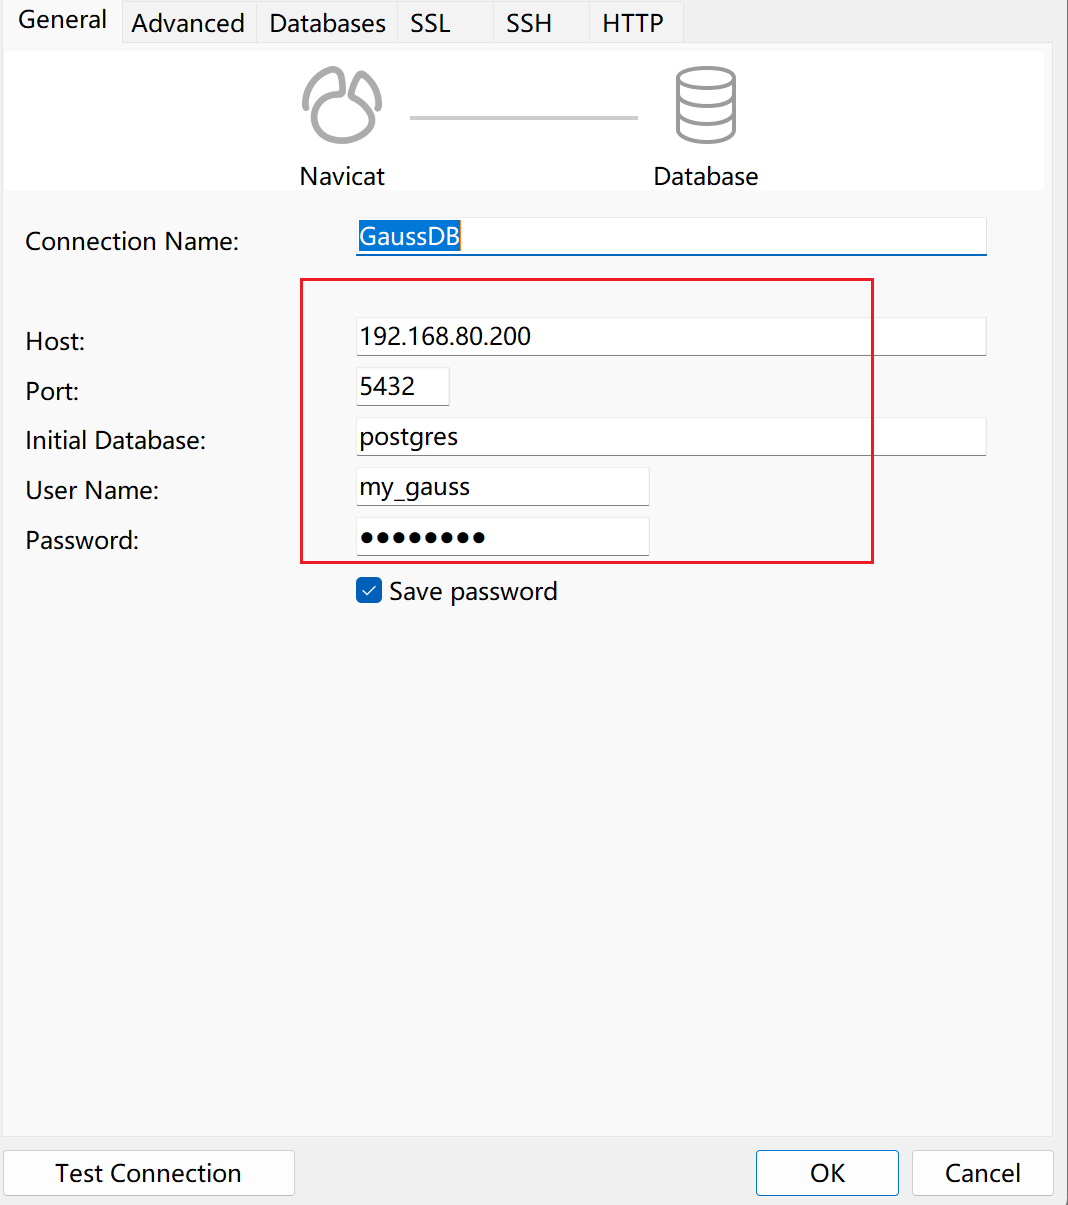 General Advanced Databases SSL SSH HTTP
Navicat Database
Connection Name: GaussDB
Host: 192.168.80.200
Port: 5432
Initial Database: postgres
User Name: my_gauss
Password: ●●●●●●●●
Save password
Test Connection OK Cancel